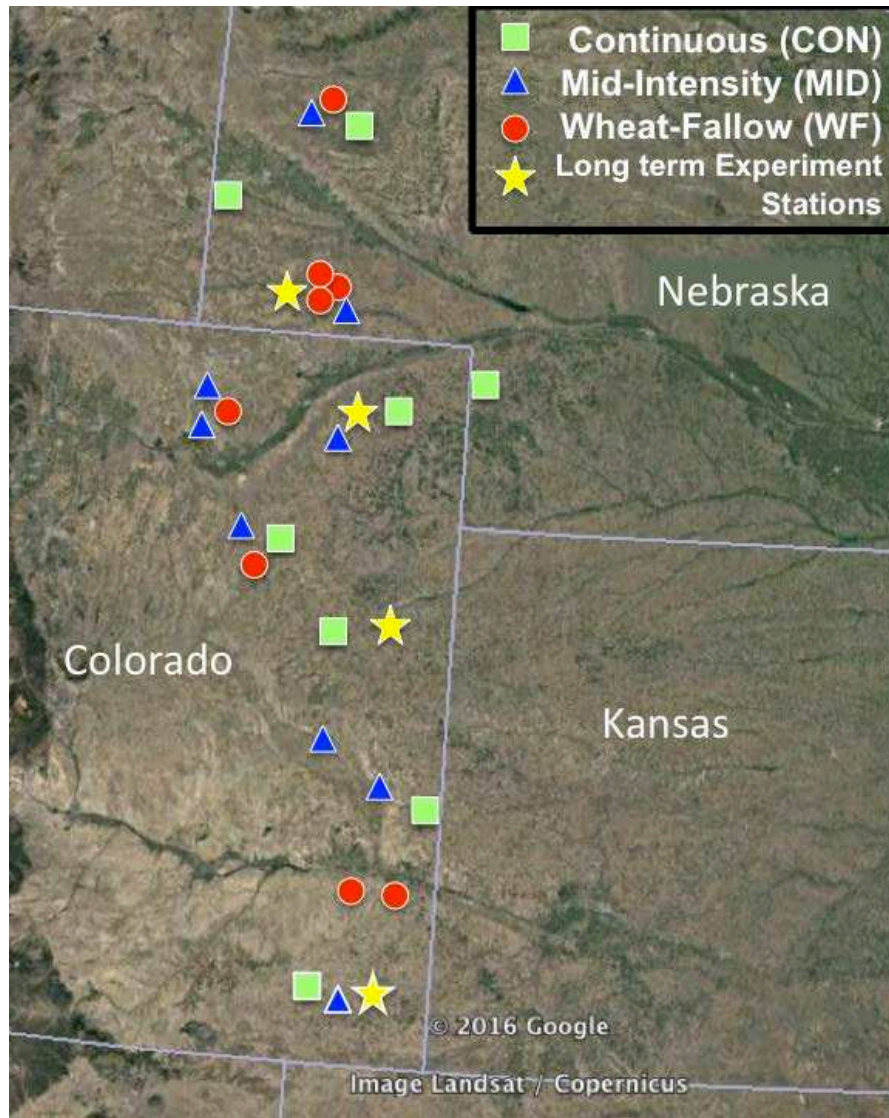 Continuous (CON)
Mid-Intensity (MID)
Wheat-Fallow (WF)
Long term Experiment
Stations
Nebraska
Colorado
Kansas
© 2016 Google
Image Landsat / Copernicus